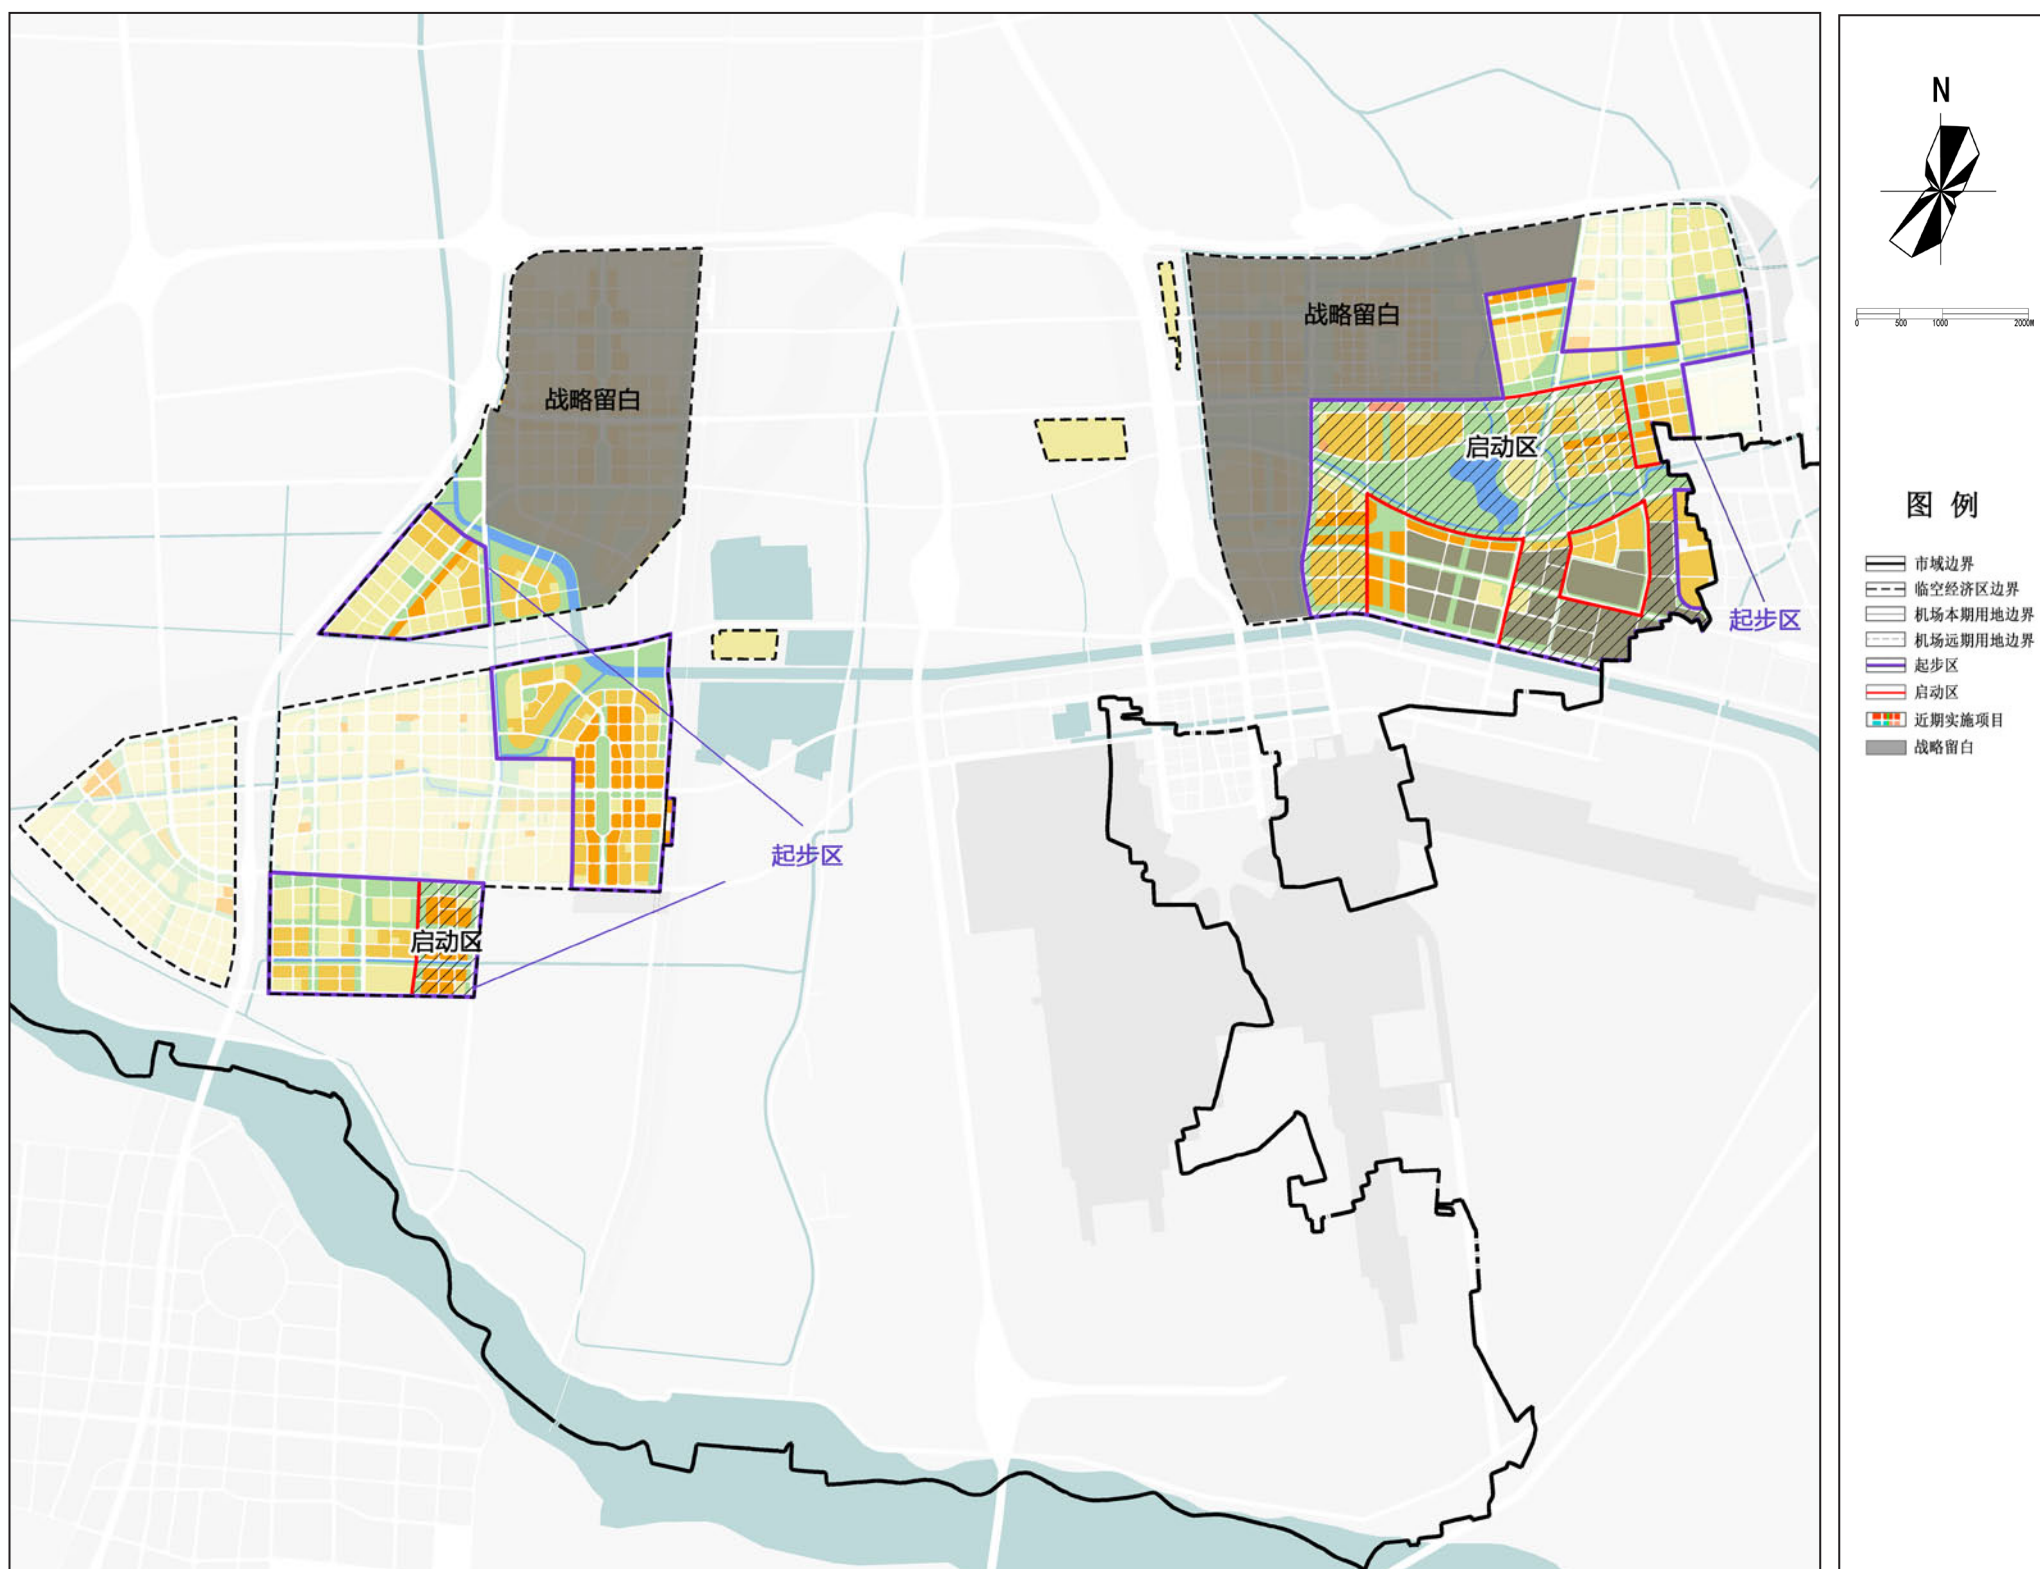 战略留白
战略留白
启动区
起步区
起步区
启动区
N
0 500 1000 2000M
图 例
市域边界
临空经济区边界
机场本期用地边界
机场远期用地边界
起步区
启动区
近期实施项目
战略留白